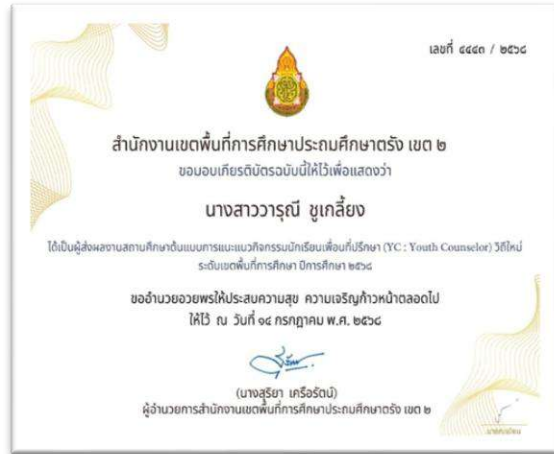 เลขที่ ๔๔๔๓ / ๒๕๖๘
สำนักงานเขตพื้นที่การศึกษาประถมศึกษาตรัง เขต ๒
ขอมอบเกียรติบัตรฉบับนี้ให้ไว้เพื่อแสดงว่า
นางสาววารุณี ชูเกลี้ยง
ได้เป็นผู้ส่งผลงานสถานศึกษาต้นแบบการแนะแนวกิจกรรมนักเรียนเพื่อนที่ปรึกษา (YC : Youth Counselor) วิถีใหม่
ระดับเขตพื้นที่การศึกษา ปีการศึกษา ๒๕๖๘
ขออำนวยอวยพรให้ประสบความสุข ความเจริญก้าวหน้าตลอดไป
ให้ไว้ ณ วันที่ ๑๔ กรกฎาคม พ.ศ. ๒๕๖๘
(นางสุริยา เครือรัตน์)
ผู้อำนวยการสำนักงานเขตพื้นที่การศึกษาประถมศึกษาตรัง เขต ๒
นายทะเบียน